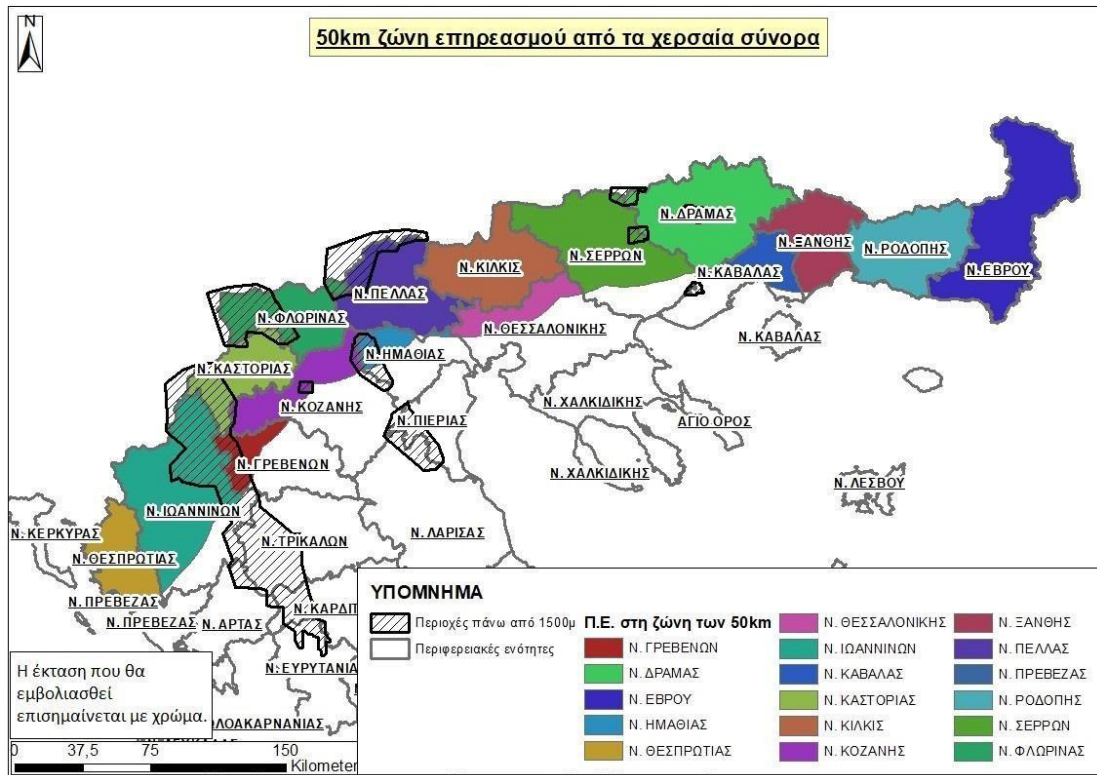 N
50km ζώνη επηρεασμού από τα χερσαία σύνορα
Ν. ΔΡΑΜΑΣ
Ν. ΞΑΝΘΗΣ
Ν. ΡΟΔΟΠΗΣ
Ν. ΣΕΡΡΩΝ
Ν. ΚΙΛΚΙΣ
Ν. ΕΒΡΟΥ
Ν. ΚΑΒΑΛΑΣ
Ν. ΠΕΛΛΑΣ
Ν. ΦΛΩΡΙΝΑΣ
Ν. ΘΕΣΣΑΛΟΝΙΚΗΣ
Ν. ΚΑΒΑΛΑΣ
Ν. ΗΜΑΘΙΑΣ
Ν. ΚΑΣΤΟΡΙΑΣ
Ν. ΚΟΖΑΝΗΣ
Ν. ΧΑΛΚΙΔΙΚΗΣ
Ν. ΠΙΕΡΙΑΣ
ΑΓΙΟ ΟΡΟΣ
Ν. ΓΡΕΒΕΝΩΝ
Ν. ΧΑΛΚΙΔΙΚΗΣ
Ν. ΛΕΣΒΟΥ
Ν. ΙΩΑΝΝΙΝΩΝ
Ν. ΚΕΡΚΥΡΑΣ
Ν. ΛΑΡΙΣΑΣ
Ν. ΤΡΙΚΑΛΩΝ
Ν. ΘΕΣΠΡΩΤΙΑΣ
Ν. ΠΡΕΒΕΖΑΣ
Ν. ΚΑΡΔΙΤ
Ν. ΠΡΕΒΕΖΑΣ
Ν. ΑΡΤΑΣ
Ν. ΕΥΡΥΤΑΝΙΑ
ΩΛΟΑΚΑΡΝΑΝΙΑΣ
Η έκταση που θα
εμβολιασθεί
επισημαίνεται με χρώμα.
0 37,5 75 150
Kilometer
ΥΠΟΜΝΗΜΑ
Περιοχές πάνω από 1500μ
Περιφερειακές ενότητες
Π.Ε. στη ζώνη των 50km
Ν. ΓΡΕΒΕΝΩΝ
Ν. ΔΡΑΜΑΣ
Ν. ΕΒΡΟΥ
Ν. ΗΜΑΘΙΑΣ
Ν. ΘΕΣΠΡΩΤΙΑΣ
Ν. ΘΕΣΣΑΛΟΝΙΚΗΣ
Ν. ΙΩΑΝΝΙΝΩΝ
Ν. ΚΑΒΑΛΑΣ
Ν. ΚΑΣΤΟΡΙΑΣ
Ν. ΚΙΛΚΙΣ
Ν. ΚΟΖΑΝΗΣ
Ν. ΞΑΝΘΗΣ
Ν. ΠΕΛΛΑΣ
Ν. ΠΡΕΒΕΖΑΣ
Ν. ΡΟΔΟΠΗΣ
Ν. ΣΕΡΡΩΝ
Ν. ΦΛΩΡΙΝΑΣ